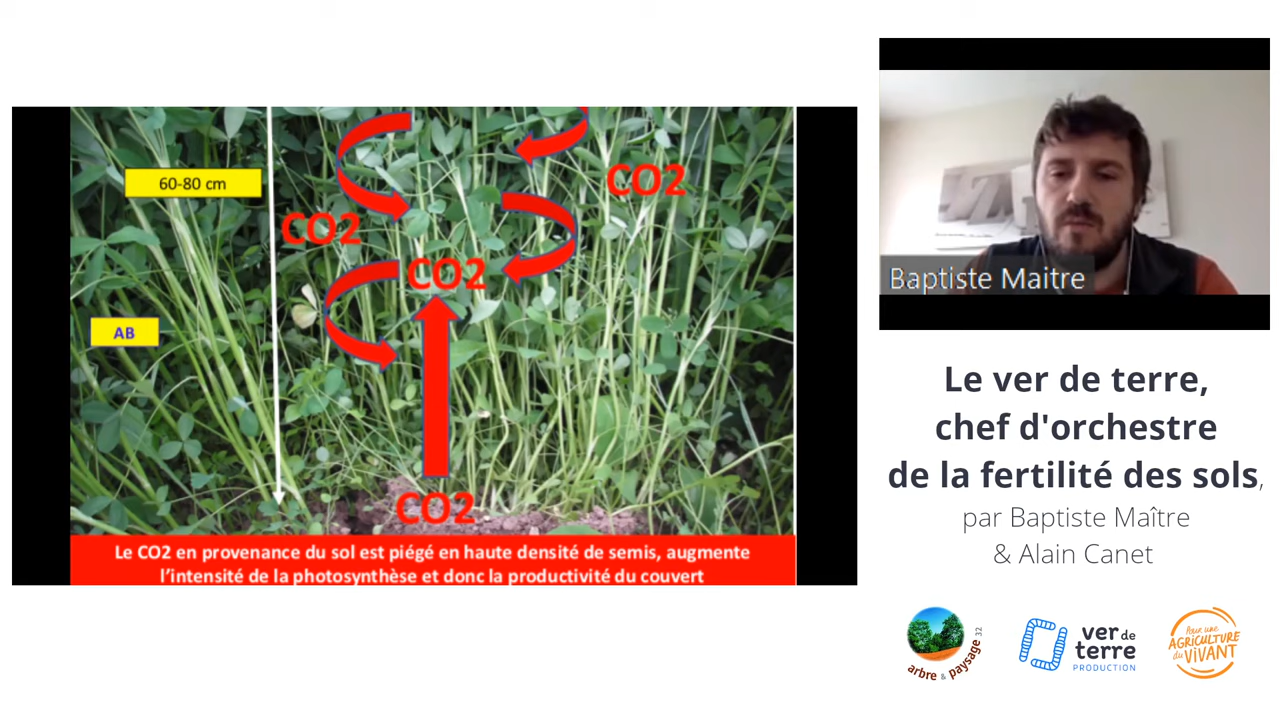 60-80 cm
CO2
CO2
CO2
AB
CO2
Le CO2 en provenance du sol est piégé en haute densité de semis, augmente
l'intensité de la photosynthèse et donc la productivité du couvert
Baptiste Maitre
Le ver de terre,
chef d'orchestre
de la fertilité des sols,
par Baptiste Maître
& Alain Canet
arbre & paysage 32
ver de
terre
PRODUCTION
Pour une
AGRICULTURE
du VIVANT